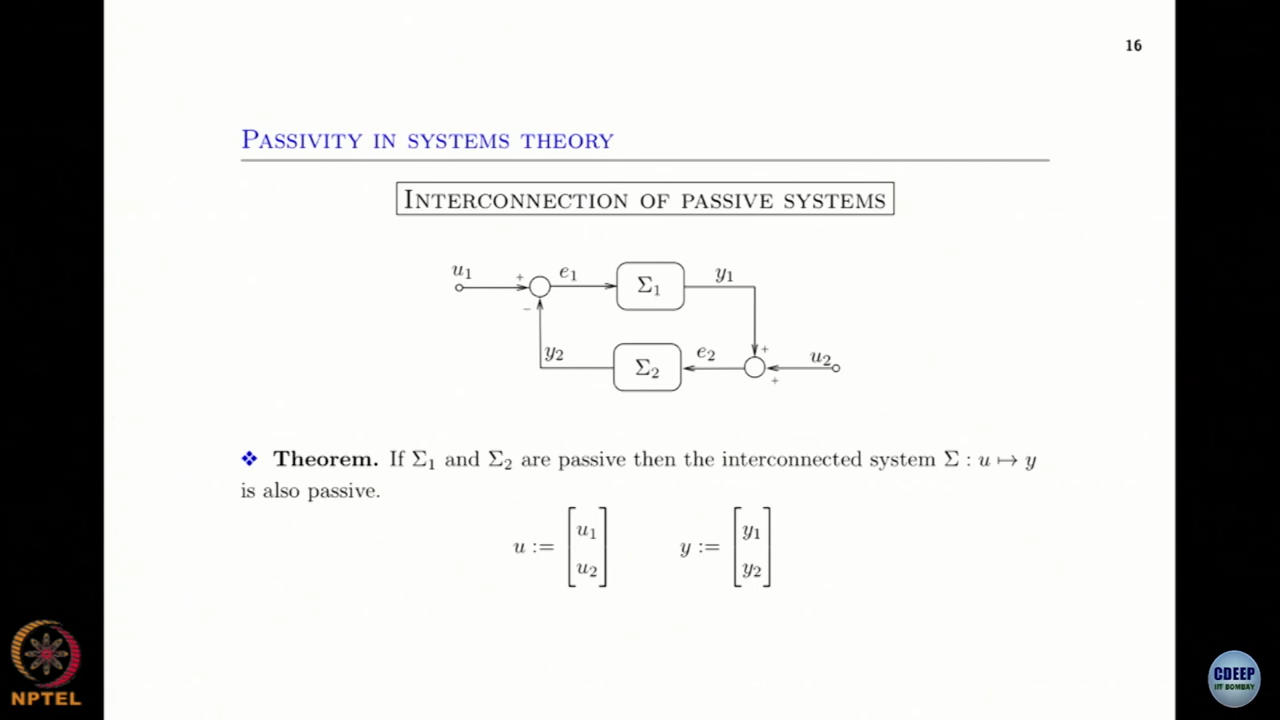 16
PASSIVITY IN SYSTEMS THEORY
INTERCONNECTION OF PASSIVE SYSTEMS
u₁ + e₁ Σ₁ y₁
− y₂ Σ₂ e₂ + u₂
+
❖ Theorem. If Σ₁ and Σ₂ are passive then the interconnected system Σ : u ↦ y
is also passive.
u := [u₁ u₂] y := [y₁ y₂]
NPTEL
CDEEP
IIT BOMBAY